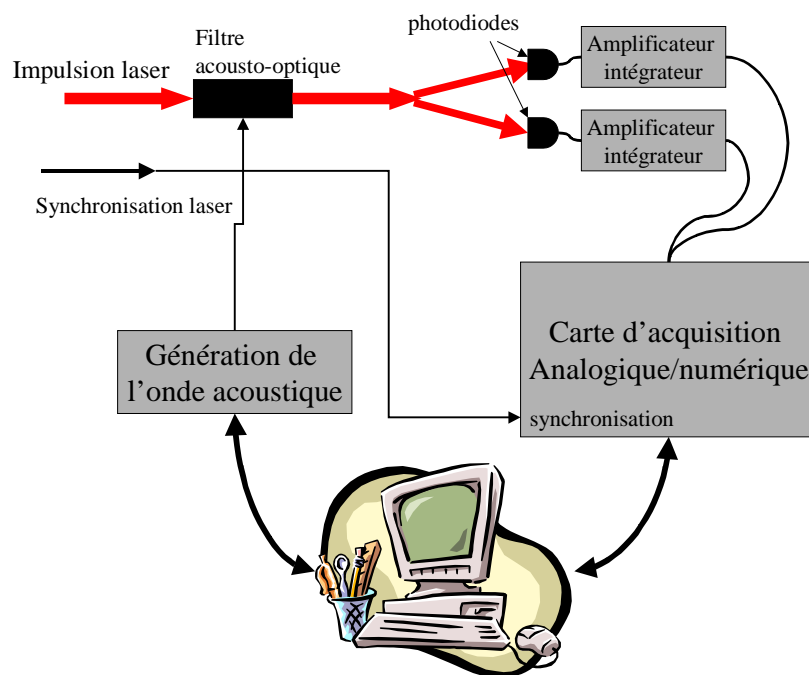 photodiodes
Filtre
acousto-optique
Impulsion laser
Amplificateur
intégrateur
Amplificateur
intégrateur
Synchronisation laser
Génération de
l’onde acoustique
Carte d’acquisition
Analogique/numérique
synchronisation